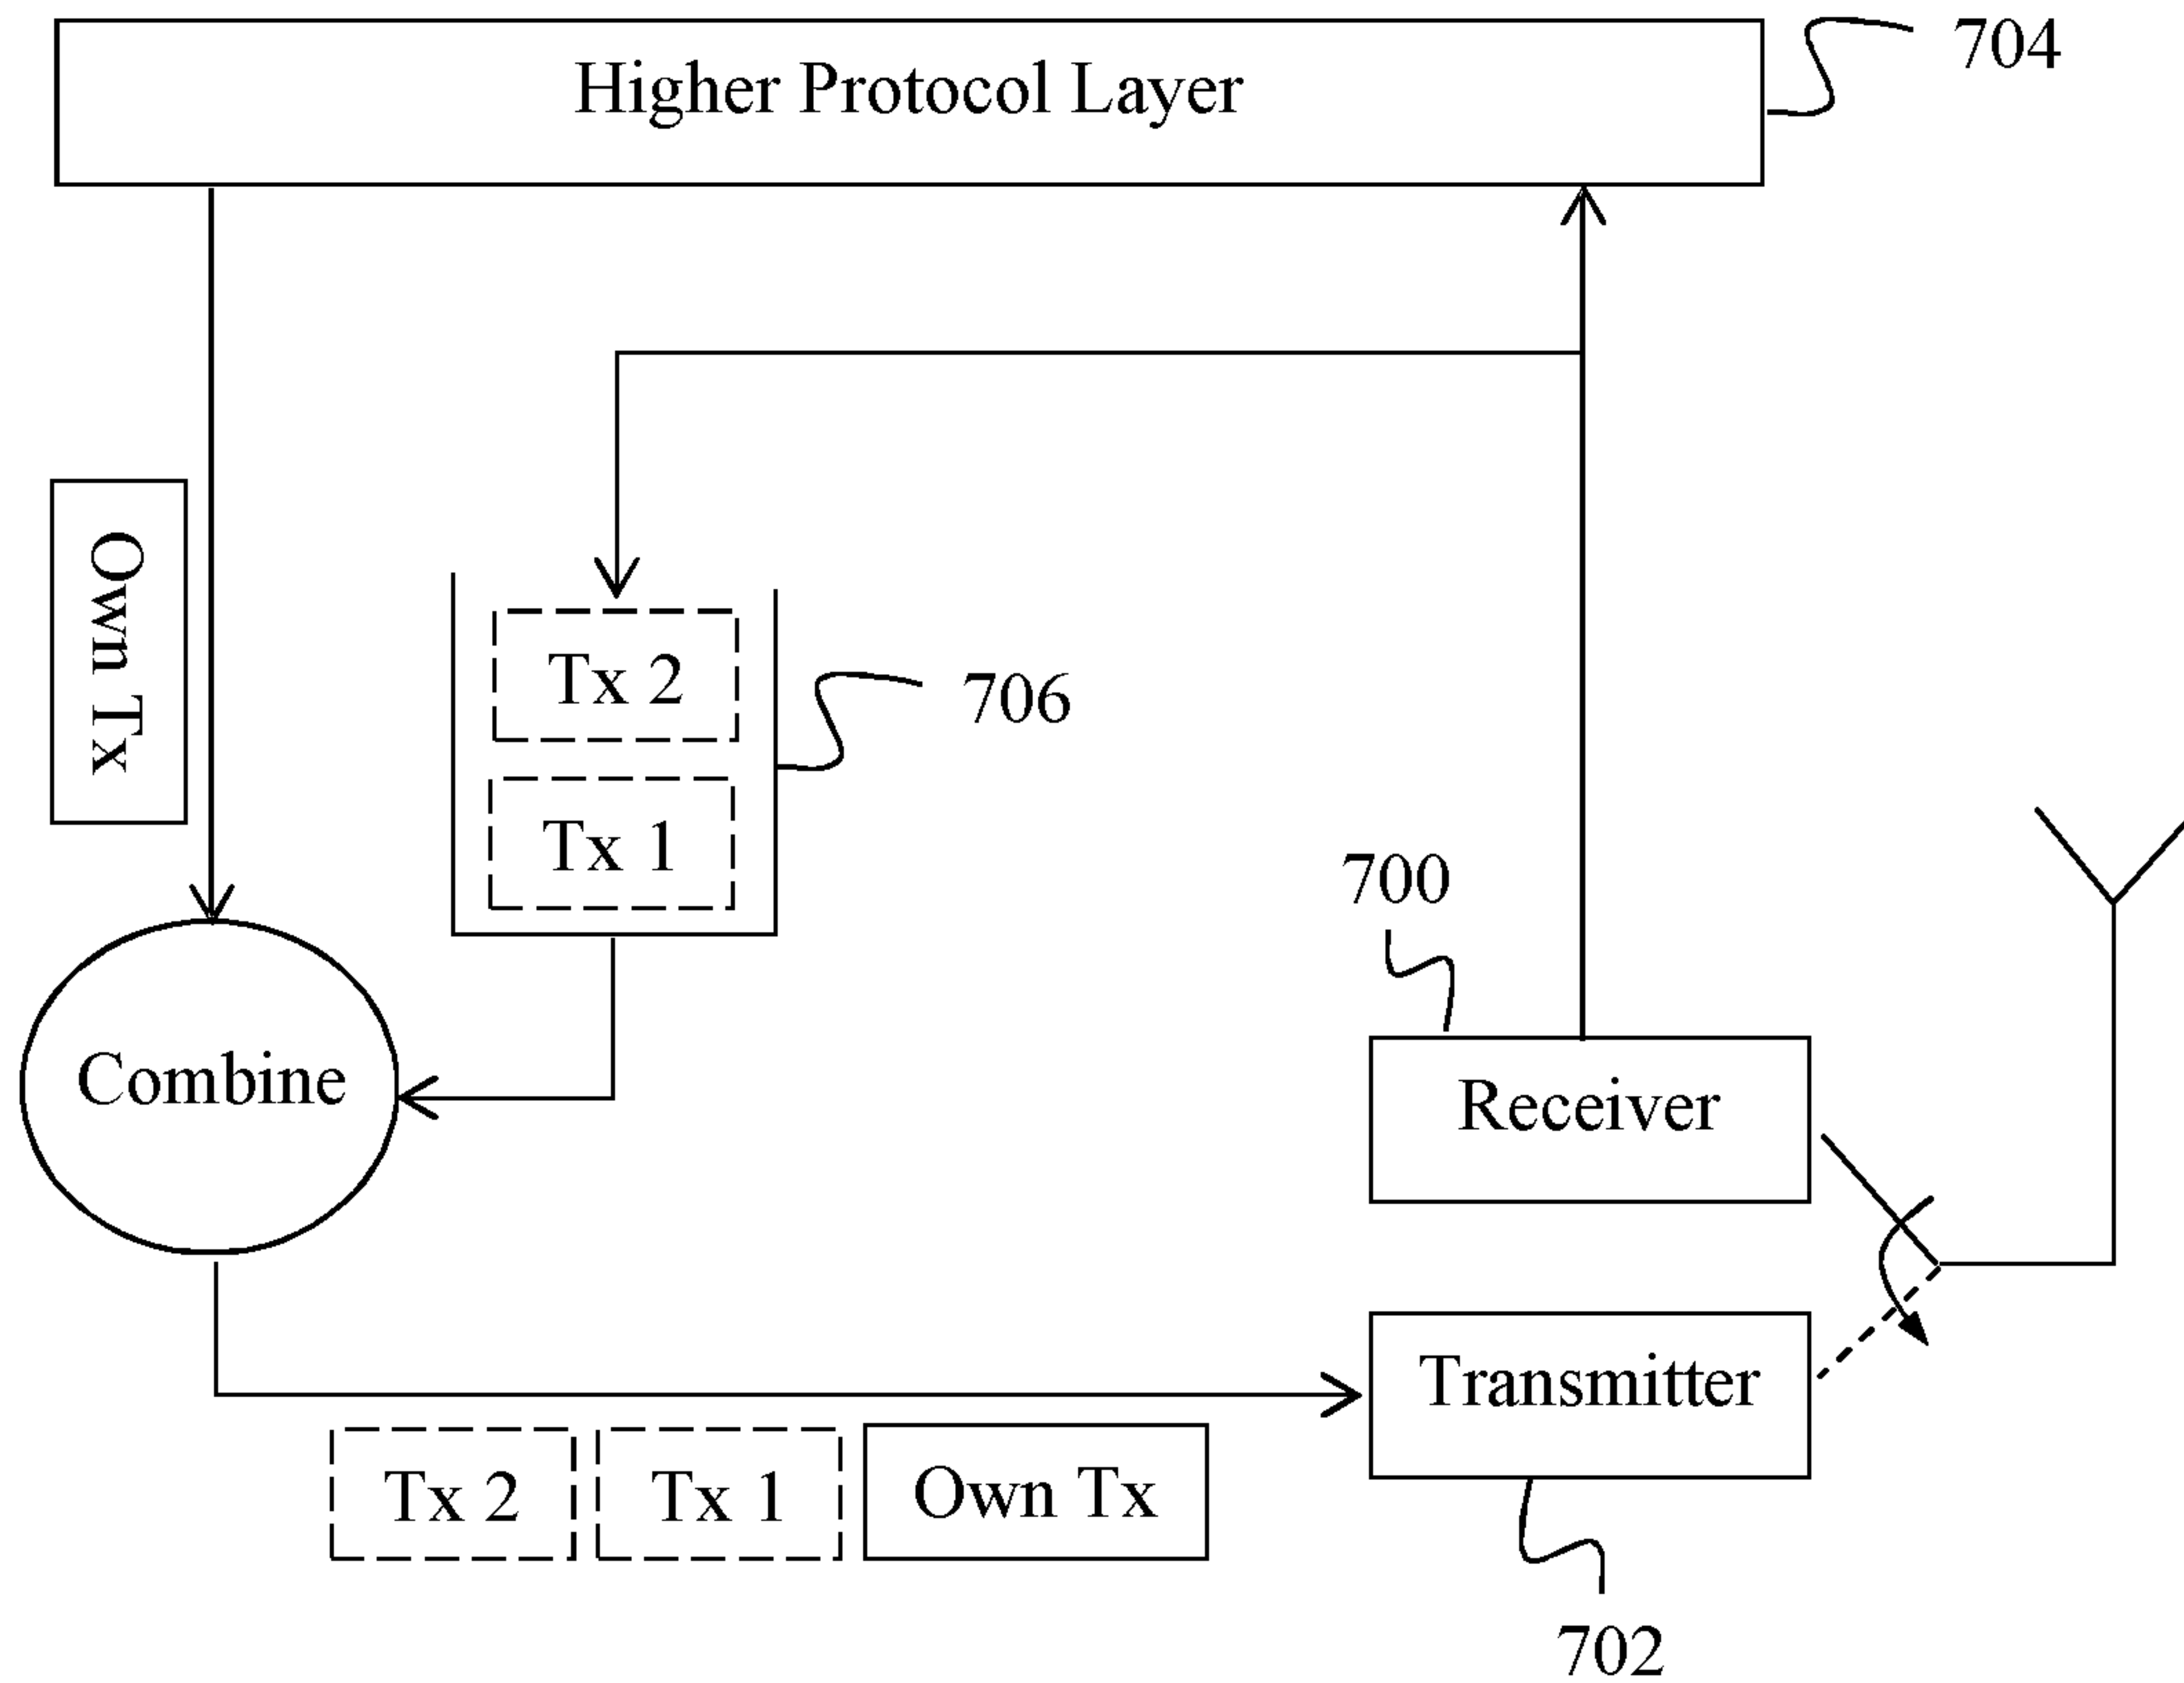 Higher Protocol Layer
704
Own Tx
Tx 2
706
Tx 1
700
Combine
Receiver
Transmitter
Tx 2 Tx 1 Own Tx
702